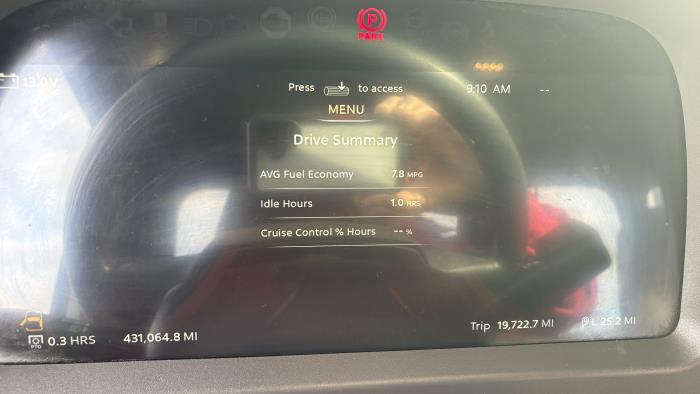 PARK
13.0V
Press to access
9:10 AM --
MENU
Drive Summary
AVG Fuel Economy 7.8 MPG
Idle Hours 1.0 HRS
Cruise Control % Hours -- %
PTO 0.3 HRS 431,064.8 MI
Trip 19,722.7 MI L 25.2 MI